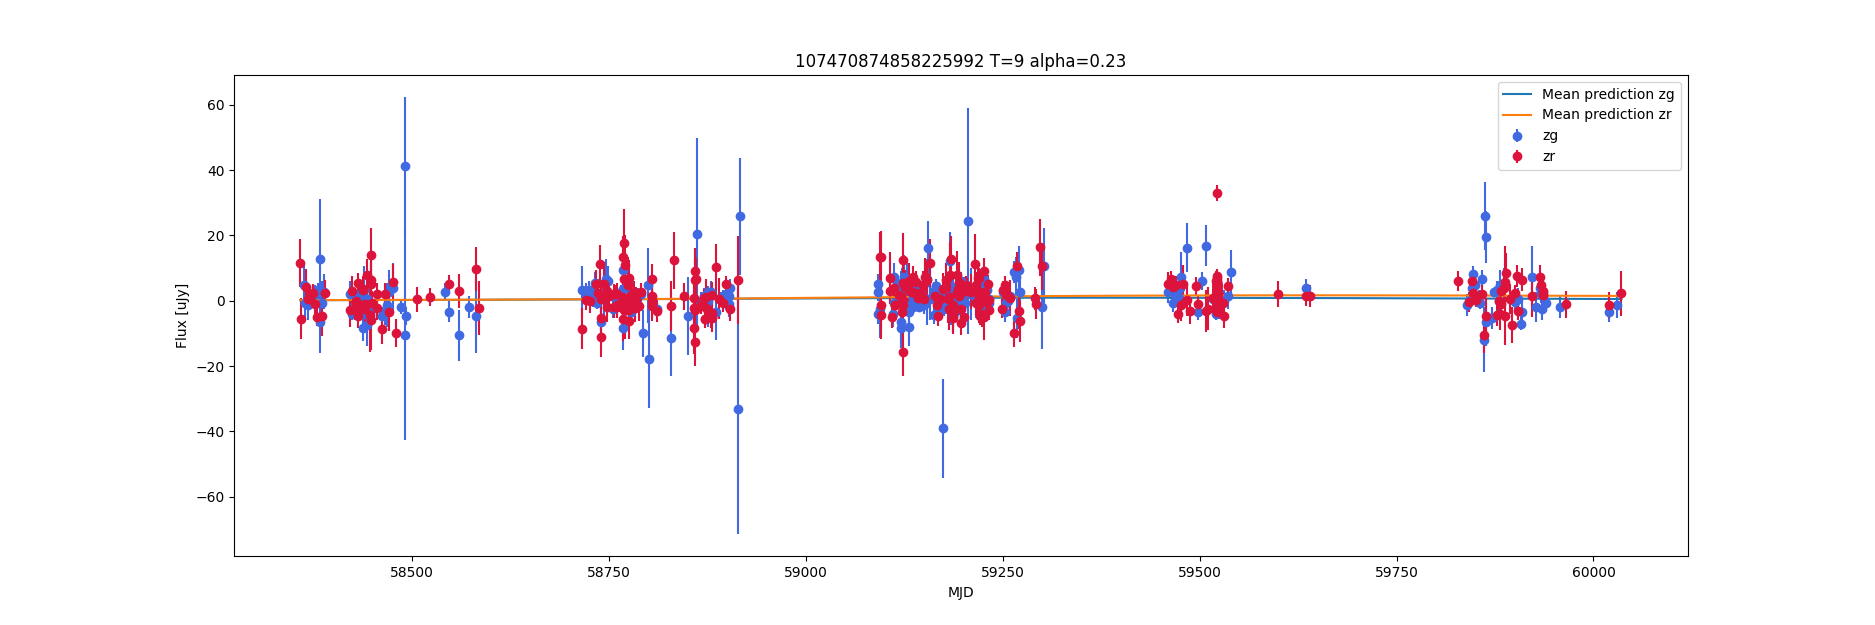 107470874858225992 T=9 alpha=0.23
Mean prediction zg
Mean prediction zr
zg
zr
60
40
20
0
−20
−40
−60
Flux [uJy]
58500
58750
59000
59250
59500
59750
60000
MJD